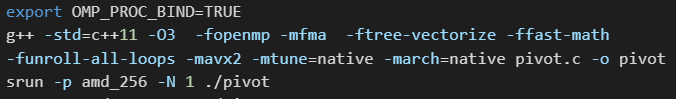 export OMP_PROC_BIND=TRUE
g++ -std=c++11 -O3  -fopenmp -mfma  -ftree-vectorize -ffast-math
-funroll-all-loops -mavx2 -mtune=native -march=native pivot.c -o pivot
srun -p amd_256 -N 1 ./pivot